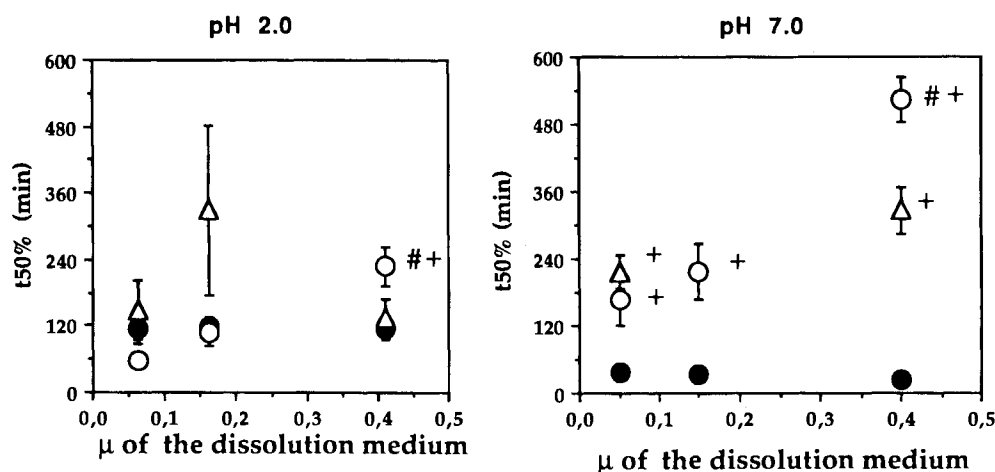 pH 2.0
600
480
360
240
120
0
t50% (min)
# +
0,0 0,1 0,2 0,3 0,4 0,5
μ of the dissolution medium
pH 7.0
600
480
360
240
120
0
t50% (min)
# +
+
+
+
+
0,0 0,1 0,2 0,3 0,4 0,5
μ of the dissolution medium